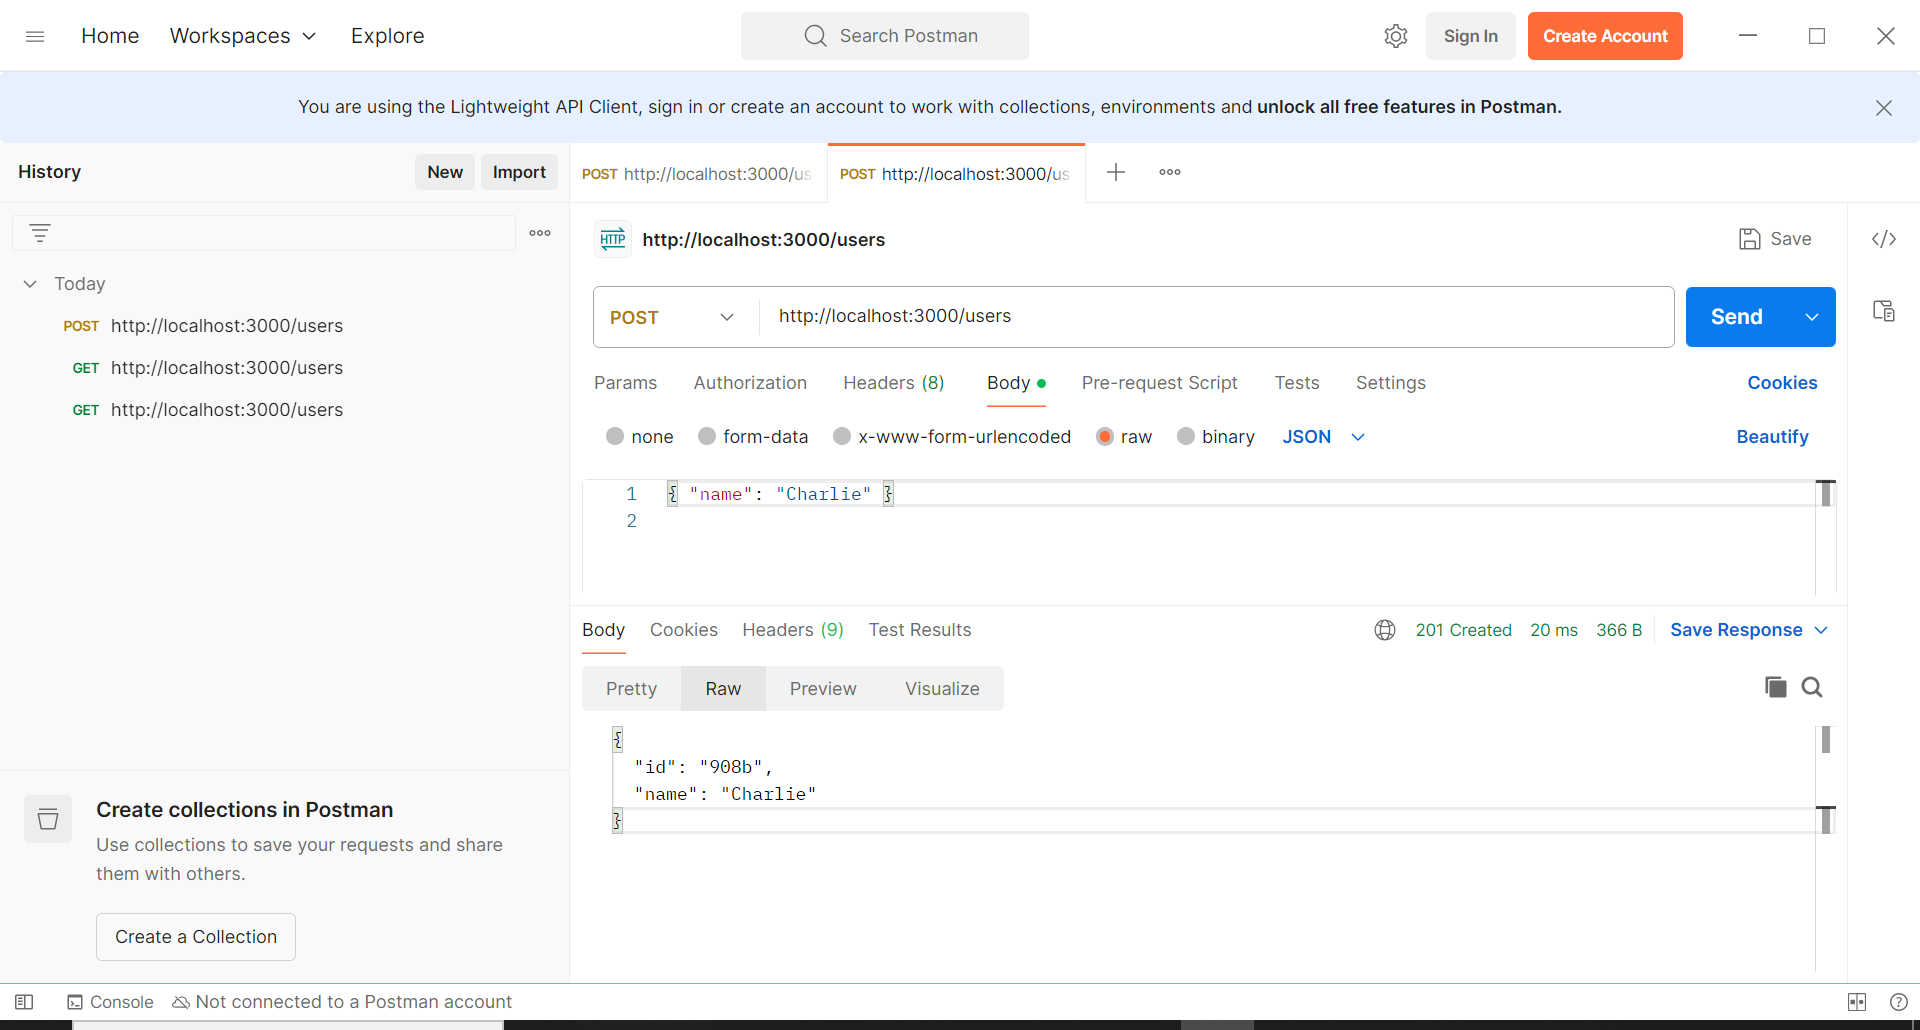 Home Workspaces Explore Search Postman Sign In Create Account
You are using the Lightweight API Client, sign in or create an account to work with collections, environments and unlock all free features in Postman.
History New Import
POST http://localhost:3000/us POST http://localhost:3000/us
HTTP http://localhost:3000/users Save
Today
POST http://localhost:3000/users
GET http://localhost:3000/users
GET http://localhost:3000/users
POST http://localhost:3000/users Send
Params Authorization Headers (8) Body Pre-request Script Tests Settings Cookies
none form-data x-www-form-urlencoded raw binary JSON Beautify
1 { "name": "Charlie" }
2
Body Cookies Headers (9) Test Results 201 Created 20 ms 366 B Save Response
Pretty Raw Preview Visualize
{
"id": "908b",
"name": "Charlie"
}
Create collections in Postman
Use collections to save your requests and share
them with others.
Create a Collection
Console Not connected to a Postman account